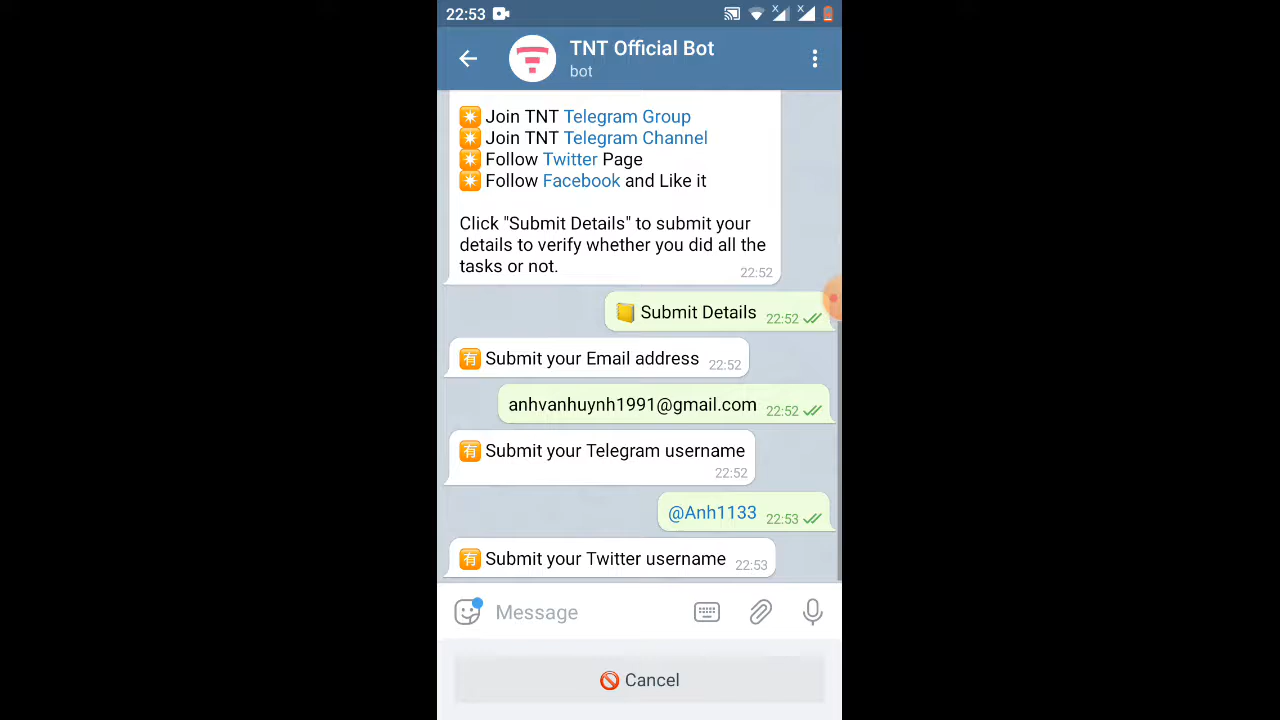 22:53
TNT Official Bot
bot
✴️ Join TNT Telegram Group
✴️ Join TNT Telegram Channel
✴️ Follow Twitter Page
✴️ Follow Facebook and Like it
Click "Submit Details" to submit your
details to verify whether you did all the
tasks or not.
22:52
📒 Submit Details 22:52
🈶 Submit your Email address 22:52
anhvanhuynh1991@gmail.com 22:52
🈶 Submit your Telegram username
22:52
@Anh1133 22:53
🈶 Submit your Twitter username 22:53
Message
🚫 Cancel